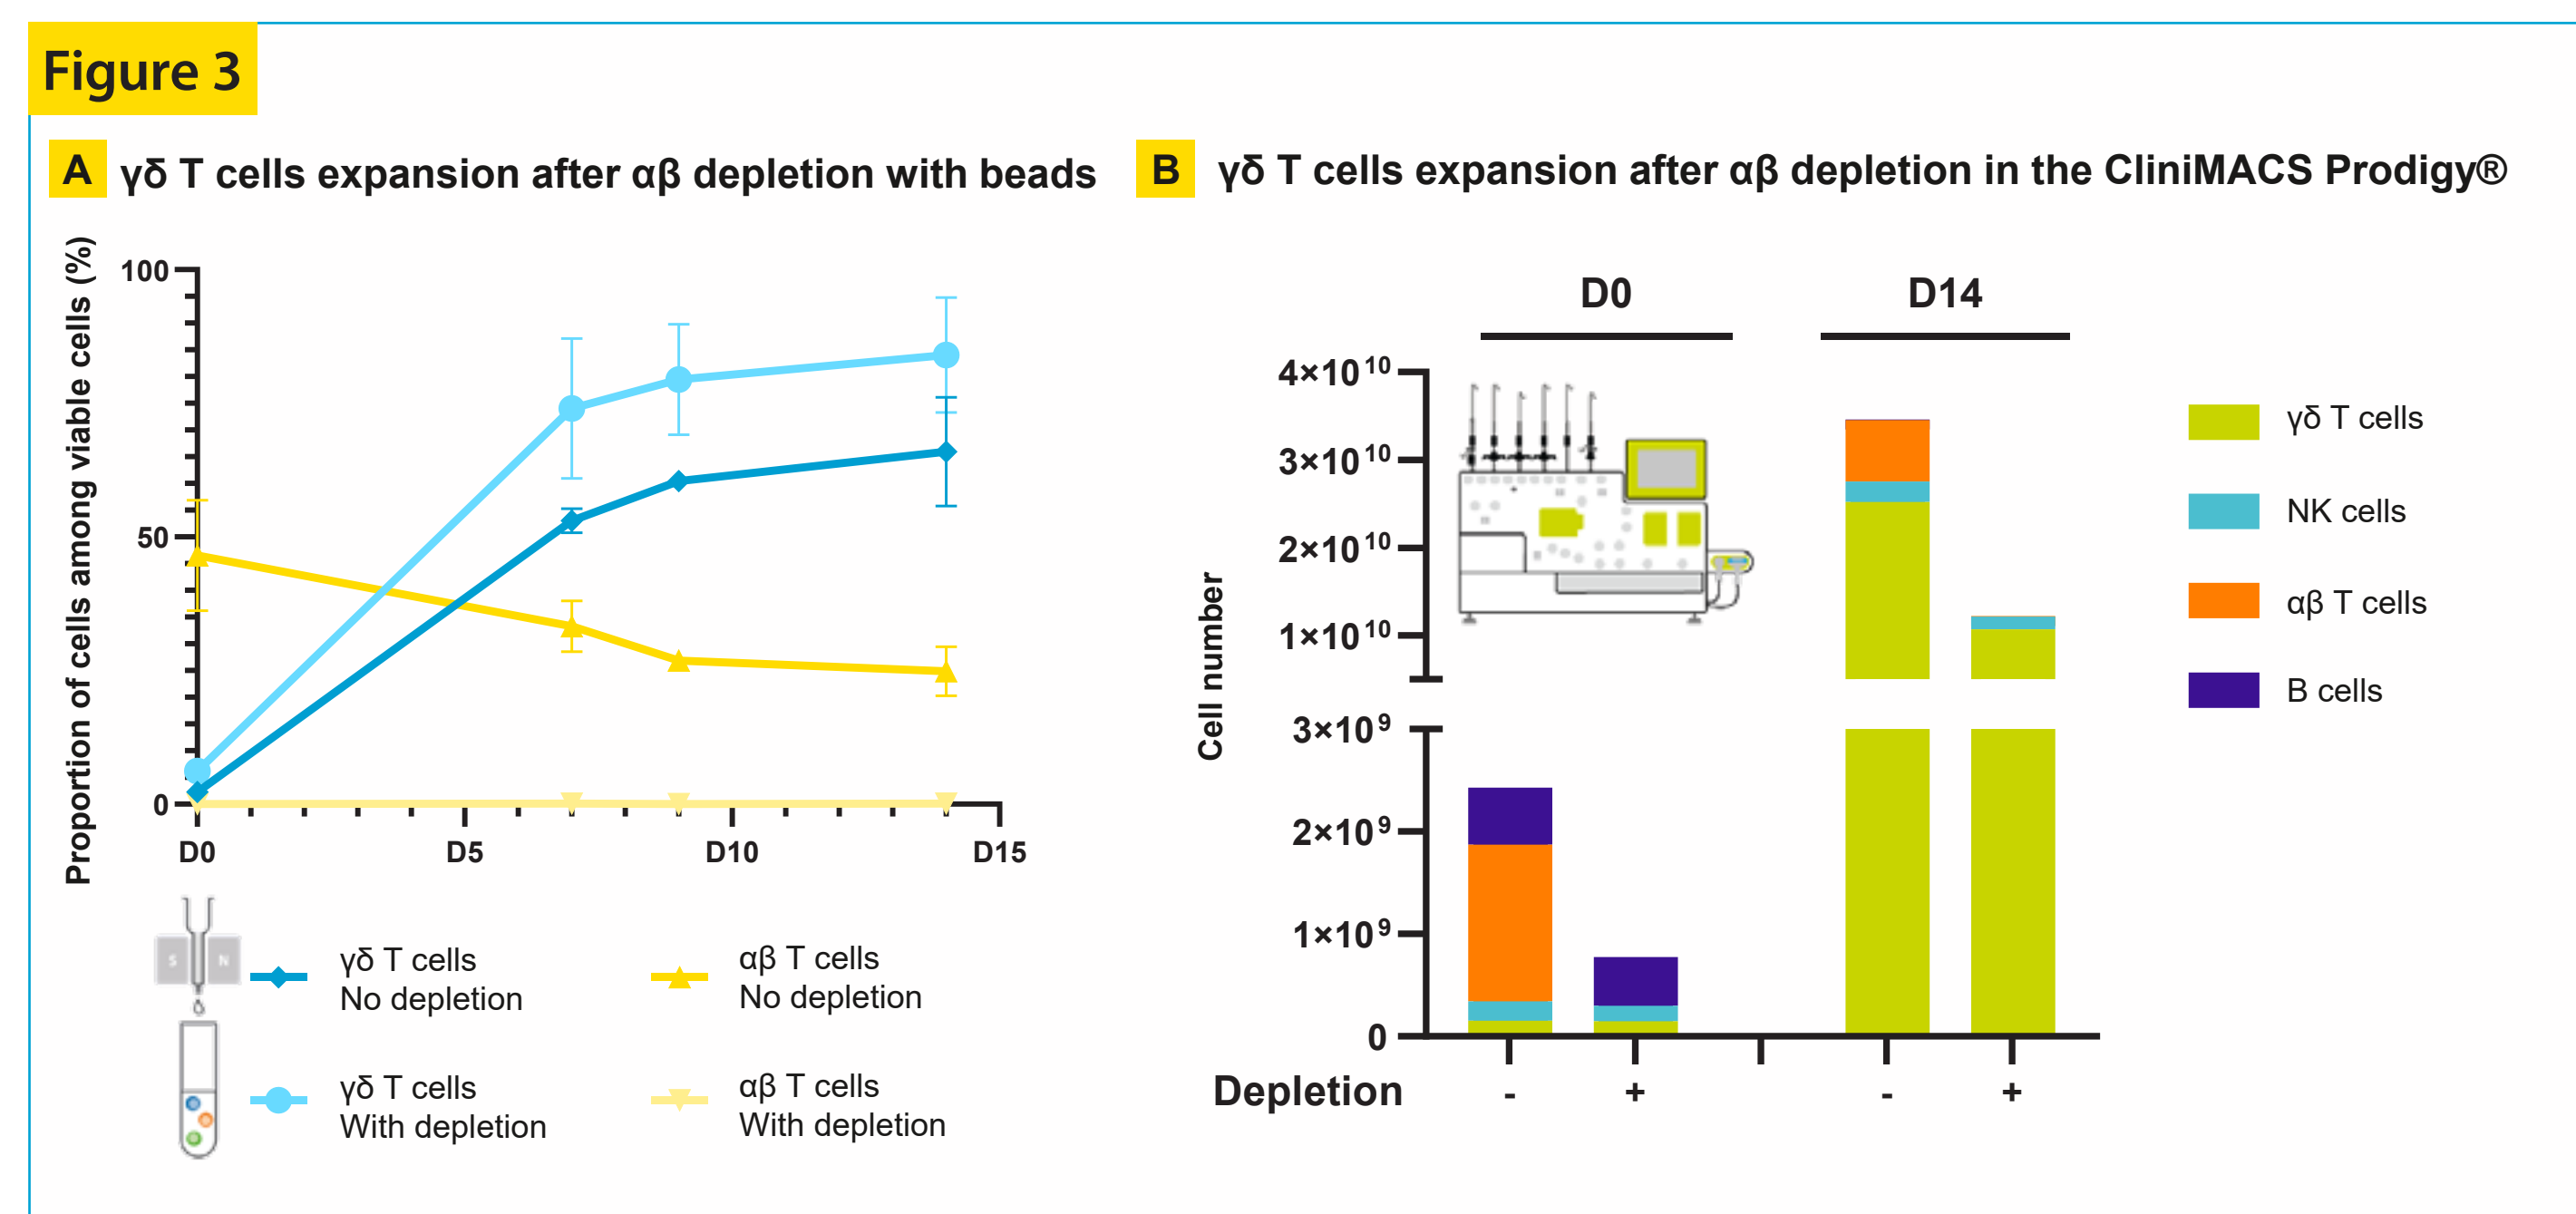 Figure 3
A γδ T cells expansion after αβ depletion with beads
Proportion of cells among viable cells (%)
100
50
0
D0 D5 D10 D15
S N
γδ T cells
No depletion
αβ T cells
No depletion
γδ T cells
With depletion
αβ T cells
With depletion
B γδ T cells expansion after αβ depletion in the CliniMACS Prodigy®
D0 D14
Cell number
4×10¹⁰
3×10¹⁰
2×10¹⁰
1×10¹⁰
3×10⁹
2×10⁹
1×10⁹
0
Depletion - + - +
γδ T cells
NK cells
αβ T cells
B cells